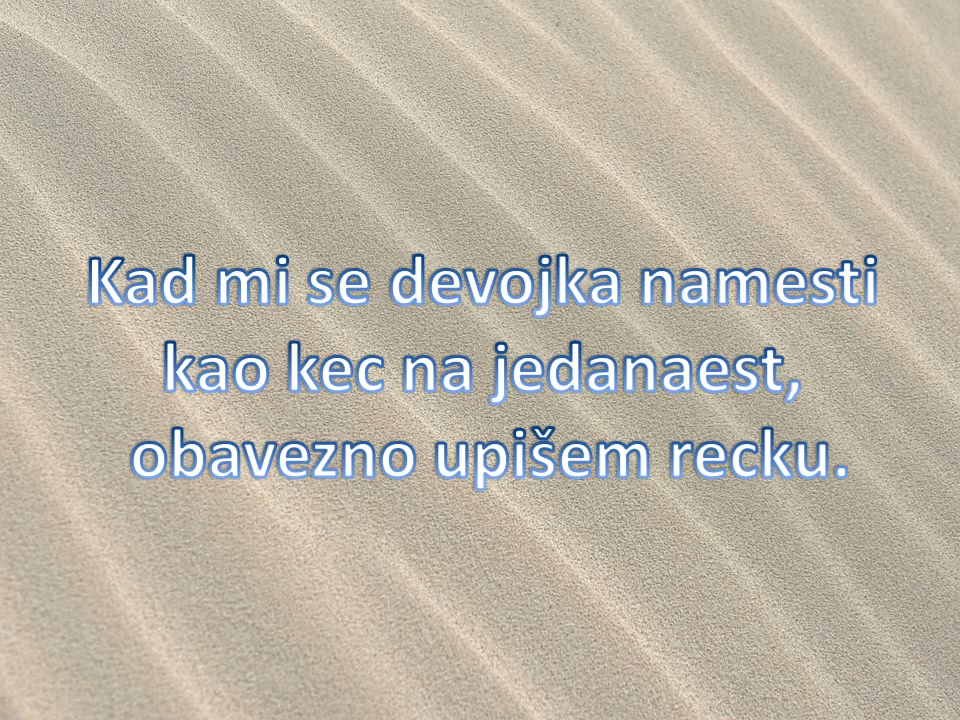 Kad mi se devojka namesti
kao kec na jedanaest,
obavezno upišem recku.